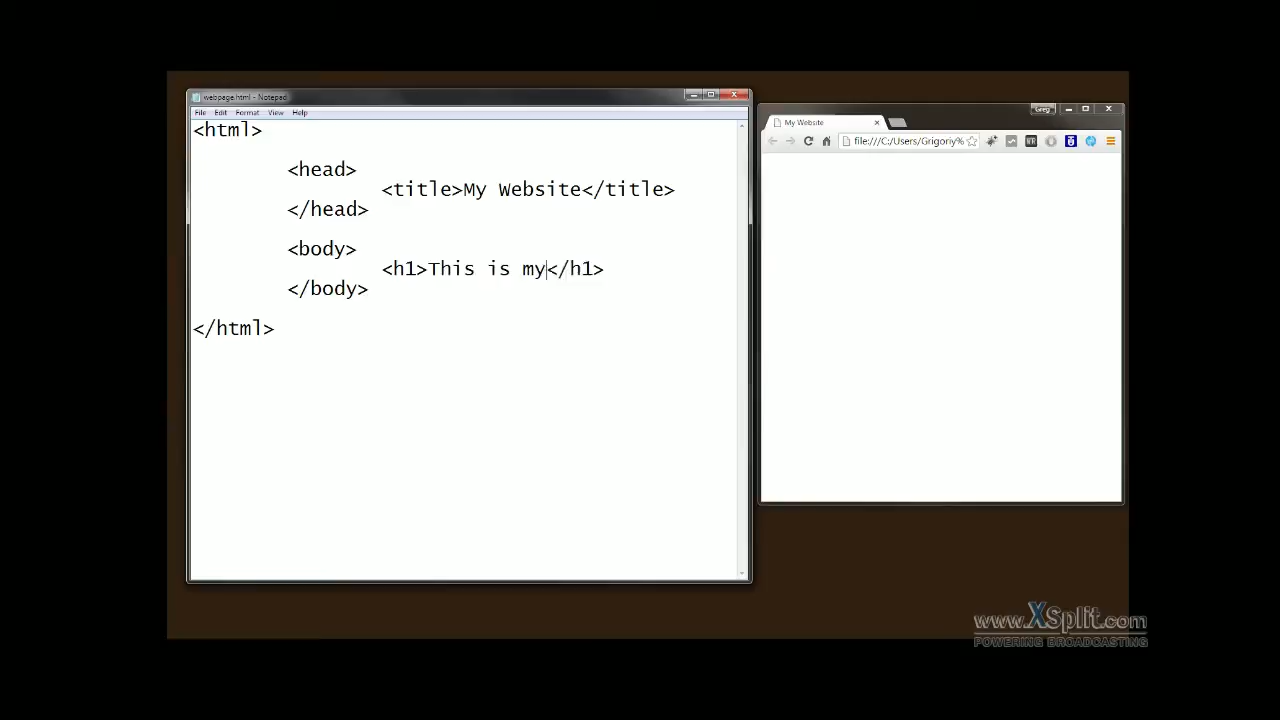 webpage.html - Notepad
File Edit Format View Help
<html>
<head>
<title>My Website</title>
</head>
<body>
<h1>This is my</h1>
</body>
</html>
Greg
My Website
file:///C:/Users/Grigoriy%
www.XSplit.com
POWERING BROADCASTING